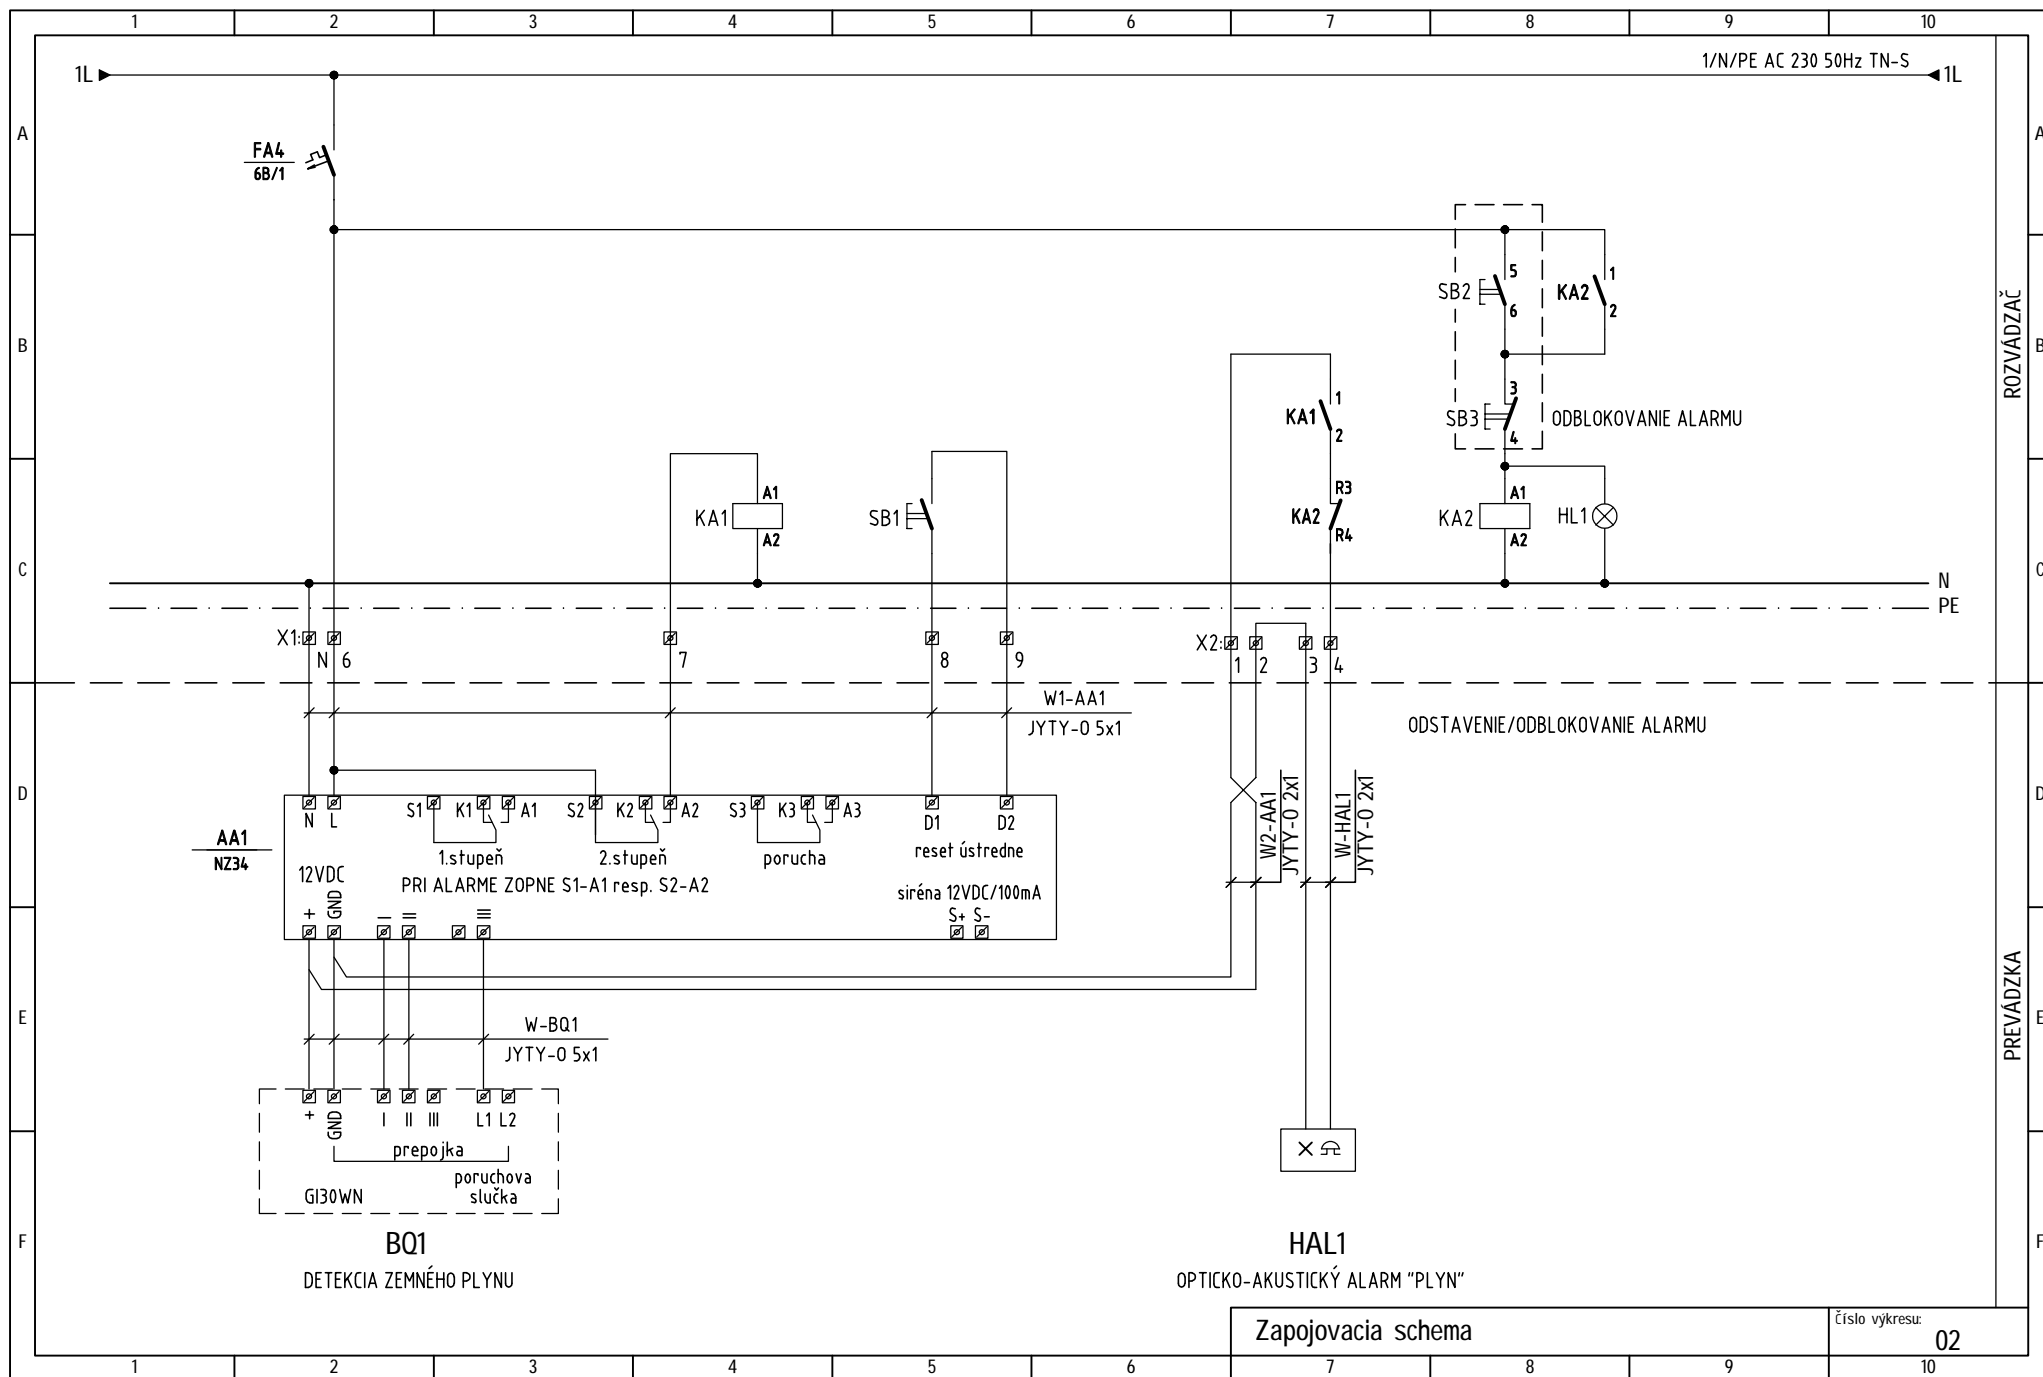 1 2 3 4 5 6 7 8 9 10
1L
1/N/PE AC 230 50Hz TN-S
1L
A
A
FA4
6B/1
ROZVÁDZAČ
5
SB2
6
1
KA2
2
B
B
1
KA1
2
3
SB3
4
ODBLOKOVANIE ALARMU
A1
KA1
A2
SB1
R3
KA2
R4
A1
KA2
A2
HL1
C
C
N
PE
X1:
N 6 7 8 9
X2:
1 2 3 4
W1-AA1
JYTY-O 5x1
ODSTAVENIE/ODBLOKOVANIE ALARMU
D
D
W2-AA1
JYTY-O 2x1
W-HAL1
JYTY-O 2x1
AA1
NZ34
N L S1 K1 A1 S2 K2 A2 S3 K3 A3 D1 D2
1.stupeň
2.stupeň
porucha
reset ústredne
12VDC
PRI ALARME ZOPNE S1-A1 resp. S2-A2
siréna 12VDC/100mA
+ GND I II III S+ S-
E
E
PREVÁDZKA
W-BQ1
JYTY-O 5x1
+ GND I II III L1 L2
prepojka
poruchova
slučka
GI30WN
F
F
BQ1
DETEKCIA ZEMNÉHO PLYNU
HAL1
OPTICKO-AKUSTICKÝ ALARM "PLYN"
Zapojovacia schema
Číslo výkresu:
02
1 2 3 4 5 6 7 8 9 10